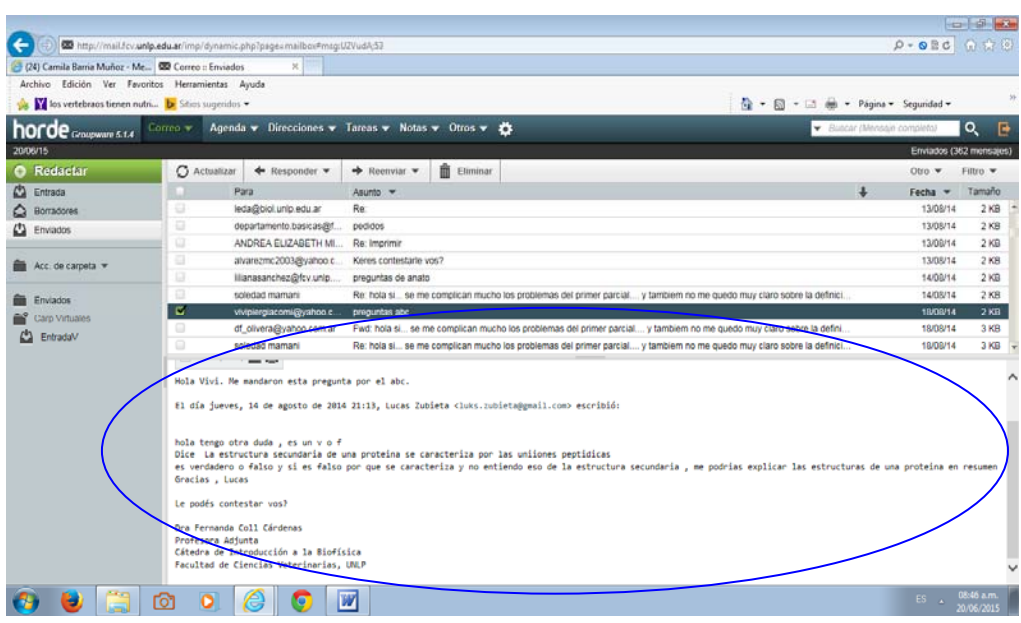 http://mail.fcv.unlp.edu.ar/imp/dynamic.php?page=mailbox#msg:U2VudA;53
(24) Camila Barria Muñoz - Me... Correo :: Enviados
Archivo Edición Ver Favoritos Herramientas Ayuda
los vertebraos tienen nutri... Sitios sugeridos Página Seguridad
horde Groupware 5.1.4 Correo Agenda Direcciones Tareas Notas Otros Buscar (Mensaje completo)
20/06/15 Enviados (362 mensajes)
Redactar Actualizar Responder Reenviar Eliminar Otro Filtro
Entrada Para Asunto Fecha Tamaño
Borradores leda@biol.unlp.edu.ar Re: 13/08/14 2 KB
Enviados departamento.basicas@f... pedidos 13/08/14 2 KB
ANDREA ELIZABETH MI... Re: Imprimir 13/08/14 2 KB
Acc. de carpeta alvarezmc2003@yahoo.c... Keres contestarle vos? 13/08/14 2 KB
lilianasanchez@fcv.unlp.... preguntas de anato 14/08/14 2 KB
Enviados soledad mamani Re: hola si... se me complican mucho los problemas del primer parcial.... y tambiem no me quedo muy claro sobre la definici... 14/08/14 2 KB
Carp Virtuales vivipiergiacomi@yahoo.c... preguntas abc 18/08/14 2 KB
EntradaV df_olivera@yahoo.com.ar Fwd: hola si... se me complican mucho los problemas del primer parcial.... y tambiem no me quedo muy claro sobre la defini... 18/08/14 3 KB
soledad mamani Re: hola si... se me complican mucho los problemas del primer parcial.... y tambiem no me quedo muy claro sobre la definici... 18/08/14 3 KB
Hola Vivi. Me mandaron esta pregunta por el abc.
El día jueves, 14 de agosto de 2014 21:13, Lucas Zubieta <luks.zubieta@gmail.com> escribió:
hola tengo otra duda , es un v o f
Dice La estructura secundaria de una proteina se caracteriza por las uniiones peptidicas
es verdadero o falso y si es falso por que se caracteriza y no entiendo eso de la estructura secundaria , me podrias explicar las estructuras de una proteina en resumen
Gracias , Lucas
Le podés contestar vos?
Dra Fernanda Coll Cárdenas
Profesora Adjunta
Cátedra de Introducción a la Biofísica
Facultad de Ciencias Veterinarias, UNLP
ES 08:46 a.m.
20/06/2015